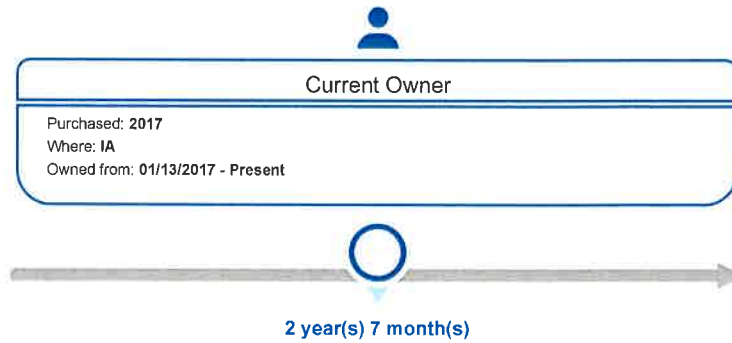 Current Owner
Purchased: 2017
Where: IA
Owned from: 01/13/2017 - Present
2 year(s) 7 month(s)